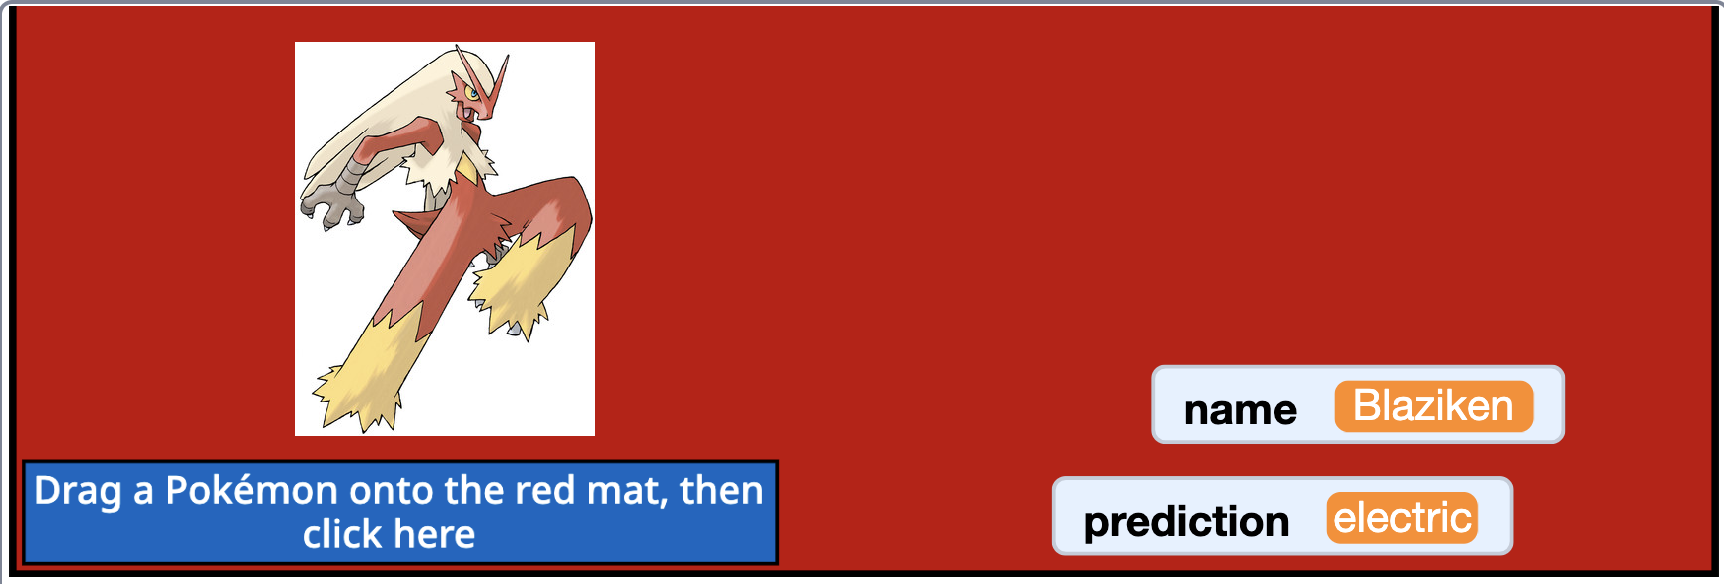 name Blaziken
Drag a Pokémon onto the red mat, then
click here
prediction electric